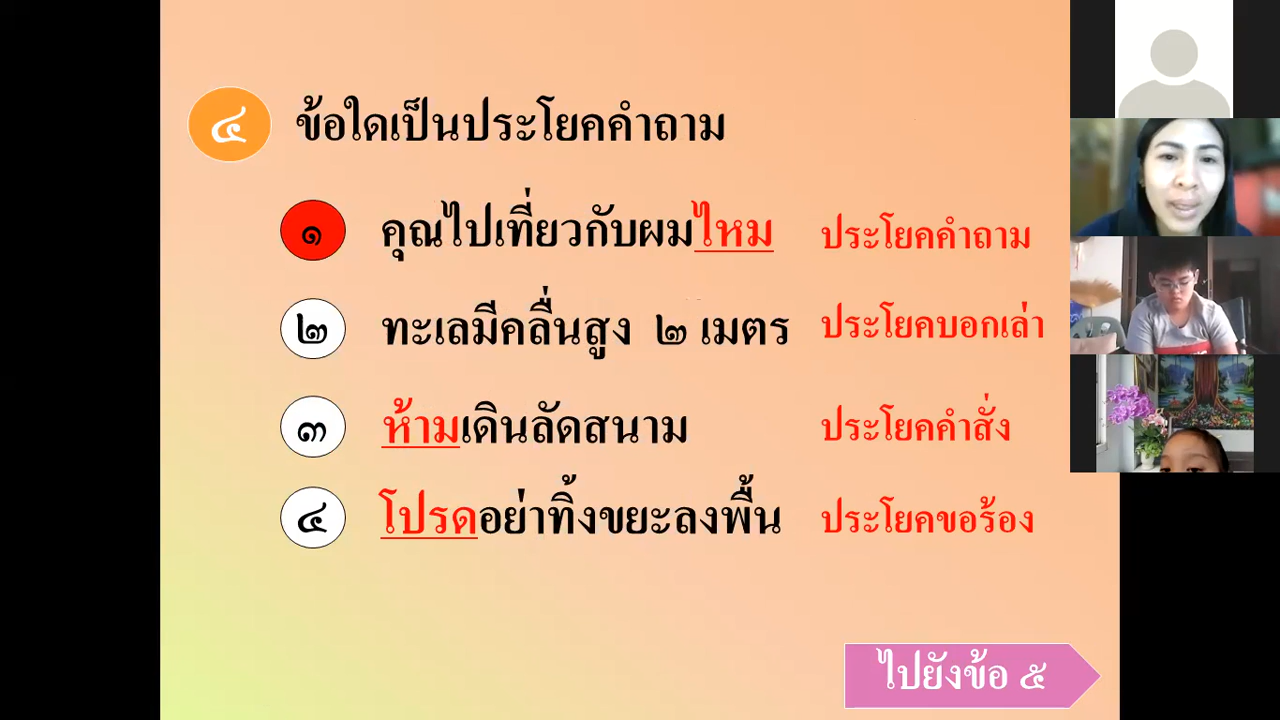 ๔ ข้อใดเป็นประโยคคำถาม
๑ คุณไปเที่ยวกับผมไหม ประโยคคำถาม
๒ ทะเลมีคลื่นสูง ๒ เมตร ประโยคบอกเล่า
๓ ห้ามเดินลัดสนาม ประโยคคำสั่ง
๔ โปรดอย่าทิ้งขยะลงพื้น ประโยคขอร้อง
ไปยังข้อ ๕